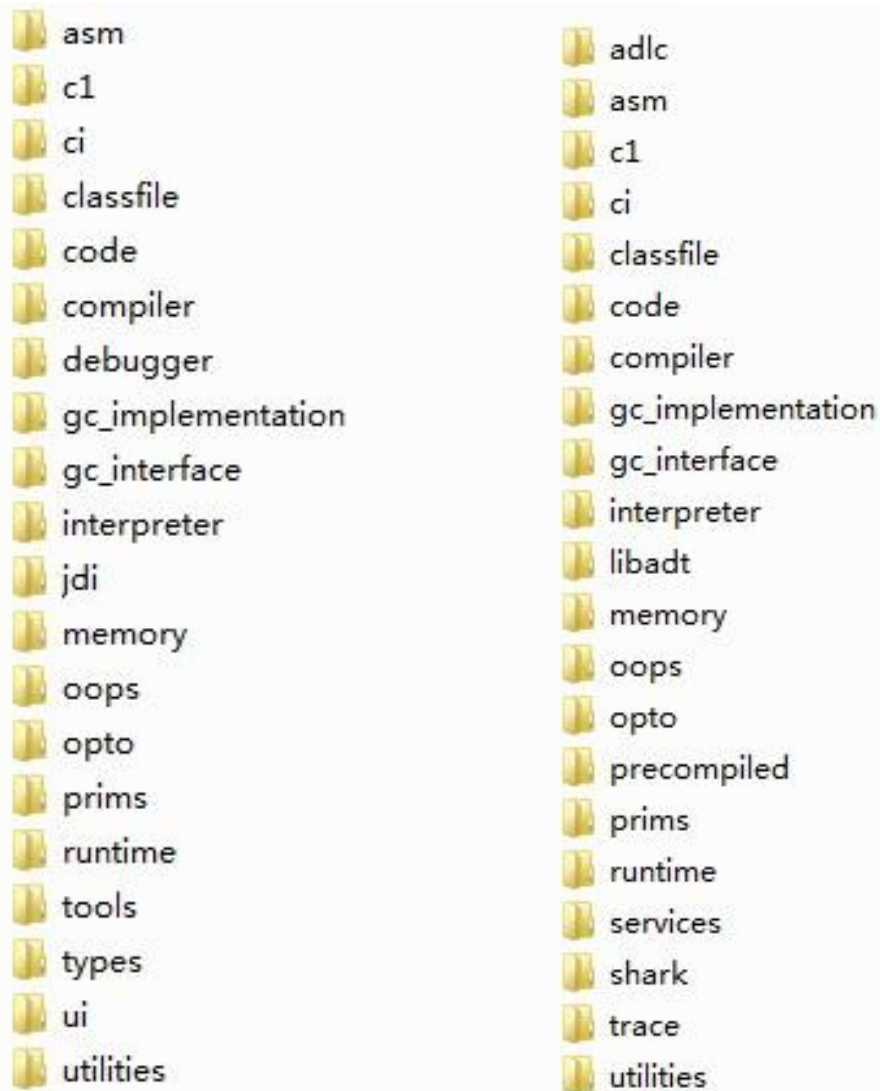 asm
c1
ci
classfile
code
compiler
debugger
gc_implementation
gc_interface
interpreter
jdi
memory
oops
opto
prims
runtime
tools
types
ui
utilities
adlc
asm
c1
ci
classfile
code
compiler
gc_implementation
gc_interface
interpreter
libadt
memory
oops
opto
precompiled
prims
runtime
services
shark
trace
utilities